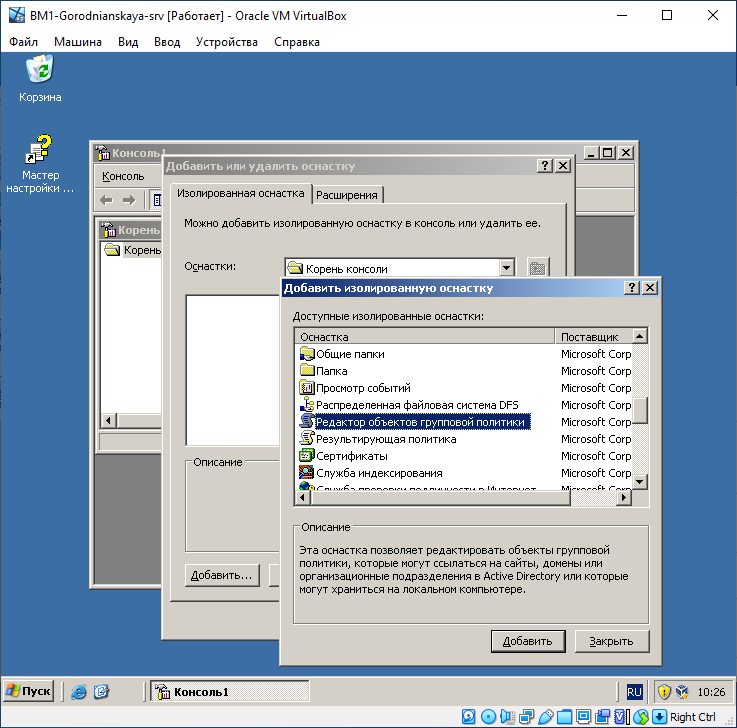 BM1-Gorodnianskaya-srv [Работает] - Oracle VM VirtualBox
Файл Машина Вид Ввод Устройства Справка
Корзина
Мастер
настройки ...
Консоль1
Консоль
Корень
Корень
Добавить или удалить оснастку
Изолированная оснастка Расширения
Можно добавить изолированную оснастку в консоль или удалить ее.
Оснастки: Корень консоли
Описание
Добавить...
Добавить изолированную оснастку
Доступные изолированные оснастки:
Оснастка Поставщик
Общие папки Microsoft Corp
Папка Microsoft Corp
Просмотр событий Microsoft Corp
Распределенная файловая система DFS Microsoft Corp
Редактор объектов групповой политики Microsoft Corp
Результирующая политика Microsoft Corp
Сертификаты Microsoft Corp
Служба индексирования Microsoft Corp
Служба проверки подлинности в Интернет Microsoft Corp
Описание
Эта оснастка позволяет редактировать объекты групповой
политики, которые могут ссылаться на сайты, домены или
организационные подразделения в Active Directory или которые
могут храниться на локальном компьютере.
Добавить Закрыть
Пуск Консоль1 RU 10:26
Right Ctrl